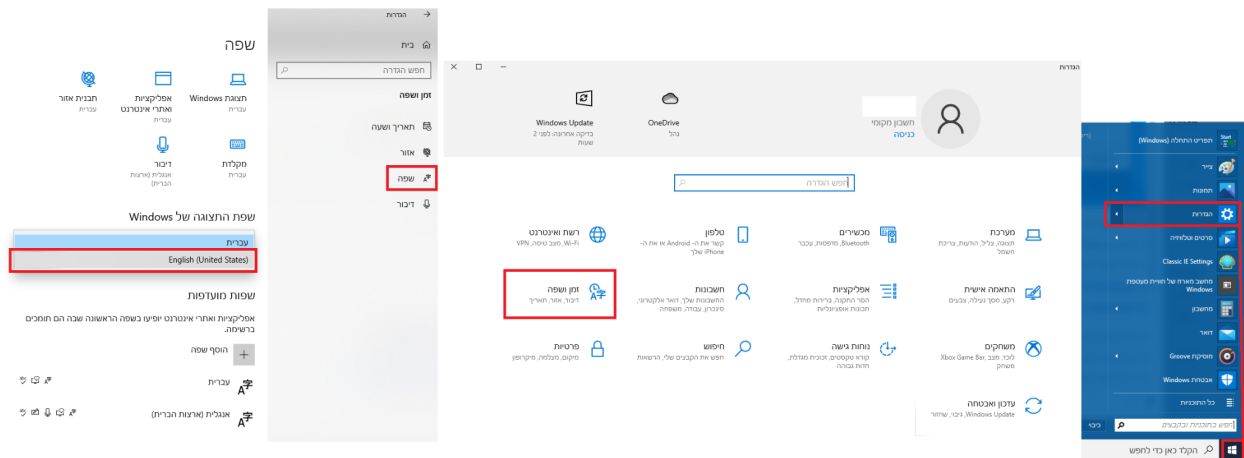 שפה
תצוגת Windows
עברית
אפליקציות ואתרי אינטרנט
עברית
תבנית אזור
עברית
מקלדת
עברית
דיבור
אנגלית (ארצות הברית)
שפת התצוגה של Windows
עברית
English (United States)
שפות מועדפות
אפליקציות ואתרי אינטרנט יופיעו בשפה הראשונה שבה הם תומכים
ברשימה.
הוסף שפה
עברית
אנגלית (ארצות הברית)
הגדרות
בית
חפש הגדרה
זמן ושפה
תאריך ושעה
אזור
שפה
דיבור
הגדרות
חשבון מקומי
כניסה
OneDrive
נהל
Windows Update
בדיקה אחרונה: לפני 2
שעות
חפש הגדרה
מערכת
תצוגה, צליל, הודעות, צריכת
חשמל
מכשירים
Bluetooth, מדפסות, עכבר
טלפון
קשר את ה- Android או את ה-
iPhone שלך
רשת ואינטרנט
Wi-Fi, מצב טיסה, VPN
התאמה אישית
רקע, מסך נעילה, צבעים
אפליקציות
הסר התקנה, ברירות מחדל,
תכונות אופציונליות
חשבונות
החשבונות שלך, דואר אלקטרוני,
סינכרון, עבודה, משפחה
זמן ושפה
דיבור, אזור, תאריך
משחקים
Xbox Game Bar, לוכד, מצב
משחק
נוחות גישה
קורא טקסטים, זכוכית מגדלת,
חדות גבוהה
חיפוש
חפש את הקבצים שלי, הרשאות
פרטיות
מיקום, מצלמה, מיקרופון
עדכון ואבטחה
Windows Update, גיבוי, שחזור
Start
תפריט התחלה (Windows)
צייר
תמונות
הגדרות
סרטים וטלוויזיה
Classic IE Settings
מחשב מארח של חוויית מעטפת
Windows
מחשבון
דואר
מוסיקת Groove
אבטחת Windows
כל התוכניות
חפש בתוכניות ובקבצים
כיבוי
הקלד כאן כדי לחפש